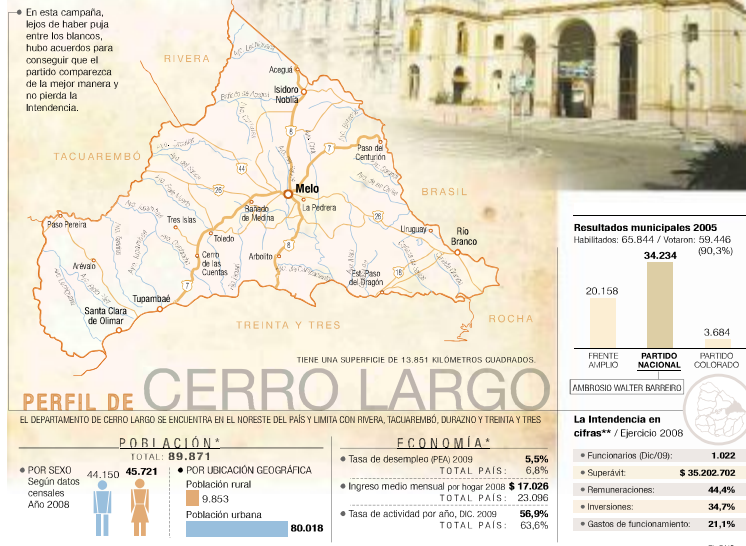 En esta campaña,
lejos de haber puja
entre los blancos,
hubo acuerdos para
conseguir que el
partido comparezca
de la mejor manera y
no pierda la
Intendencia.
RIVERA
Aceguá
Isidoro
Noblía
8
7
Paso del
Centurión
TACUAREMBÓ
44
26
Melo
BRASIL
La Pedrera
Bañado
de Medina
Tres Islas
26
Paso Pereira
Uruguay
Río
Branco
Toledo
8
Arévalo
Cerro
de las
Cuentas
Arbolito
Est. Paso
del Dragón
18
7
Tupambaé
Santa Clara
de Olimar
TREINTA Y TRES
ROCHA
TIENE UNA SUPERFICIE DE 13.851 KILÓMETROS CUADRADOS.
Resultados municipales 2005
Habilitados: 65.844 / Votaron: 59.446
(90,3%)
34.234
20.158
3.684
FRENTE
AMPLIO
PARTIDO
NACIONAL
PARTIDO
COLORADO
AMBROSIO WALTER BARREIRO
PERFIL DE CERRO LARGO
EL DEPARTAMENTO DE CERRO LARGO SE ENCUENTRA EN EL NORESTE DEL PAÍS Y LIMITA CON RIVERA, TACUAREMBÓ, DURAZNO Y TREINTA Y TRES
POBLACIÓN*
TOTAL: 89.871
POR SEXO
Según datos
censales
Año 2008
44.150
45.721
POR UBICACIÓN GEOGRÁFICA
Población rural
9.853
Población urbana
80.018
ECONOMÍA*
Tasa de desempleo (PEA) 2009 5,5%
TOTAL PAÍS: 6,8%
Ingreso medio mensual por hogar 2008 $ 17.026
TOTAL PAÍS: 23.096
Tasa de actividad por año, DIC. 2009 56,9%
TOTAL PAÍS: 63,6%
La Intendencia en
cifras** / Ejercicio 2008
Funcionarios (Dic/09): 1.022
Superávit: $ 35.202.702
Remuneraciones: 44,4%
Inversiones: 34,7%
Gastos de funcionamiento: 21,1%